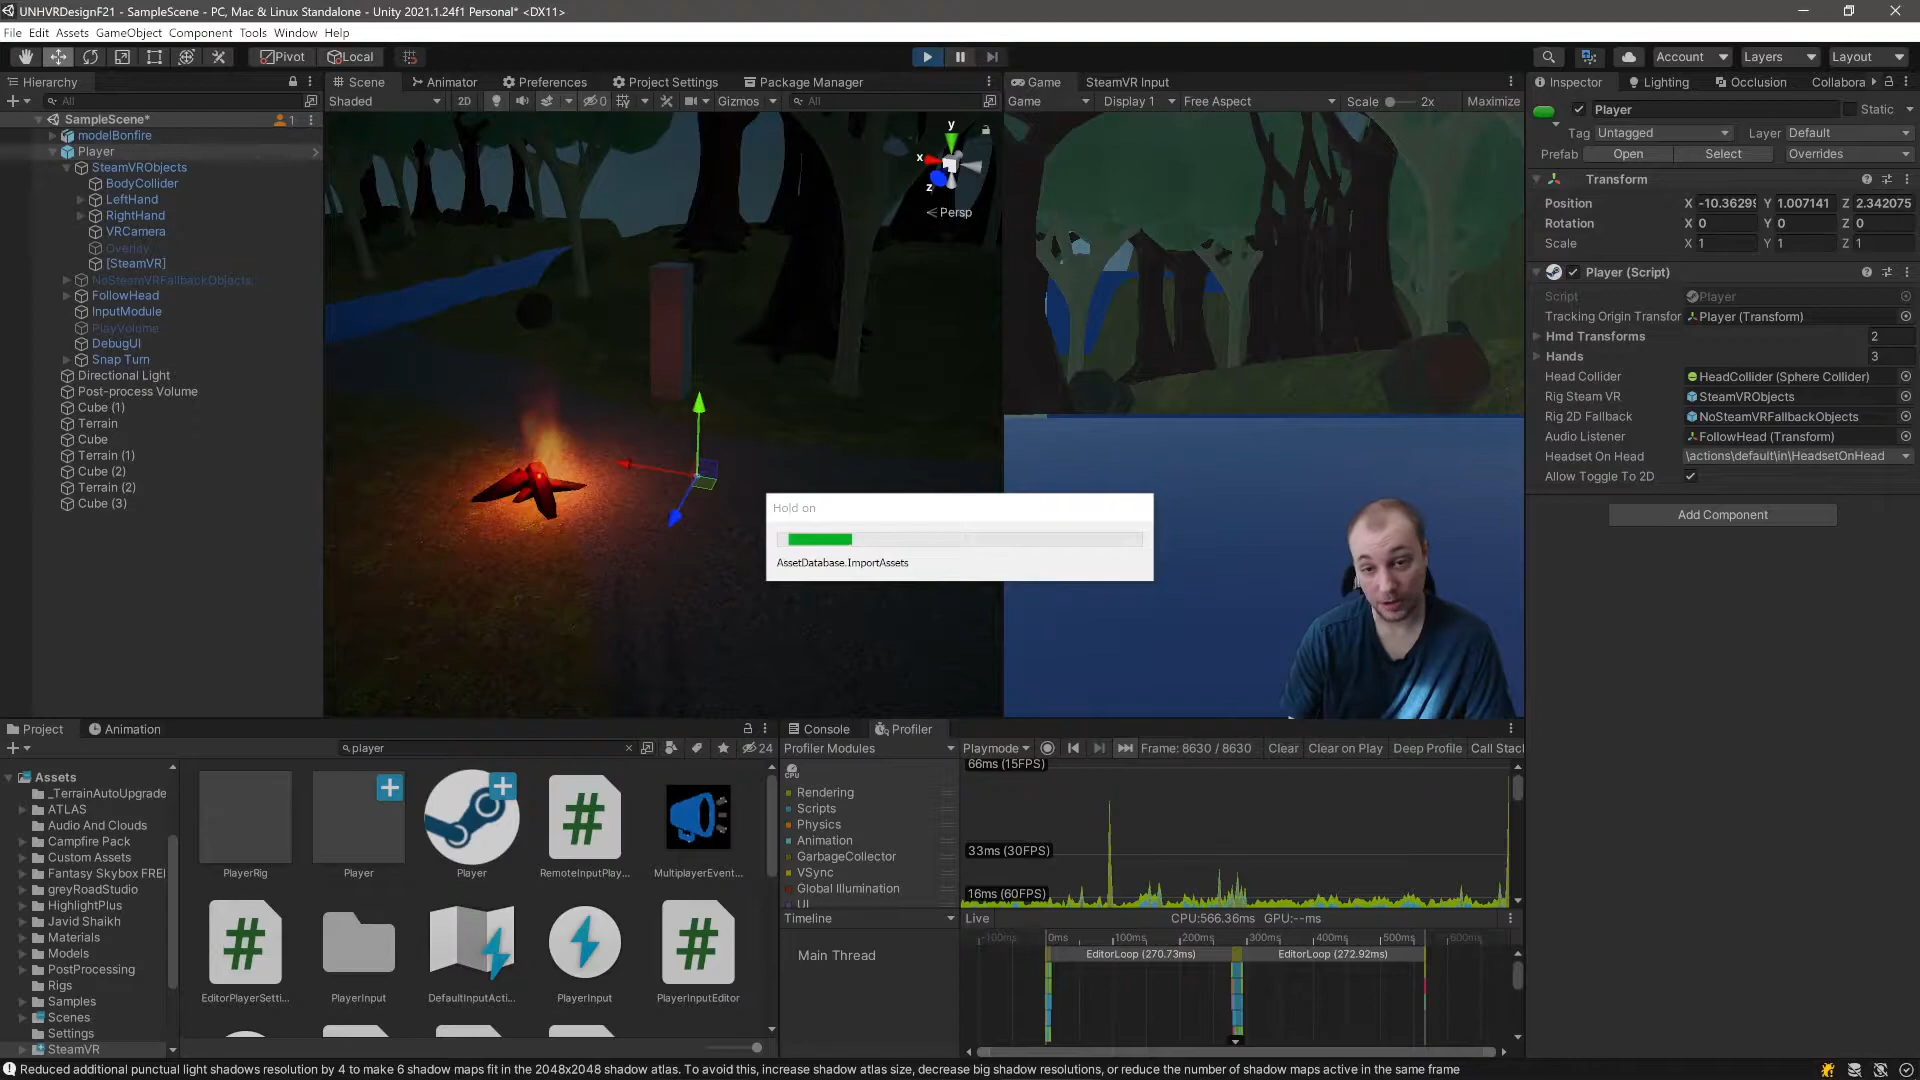 UNHVRDesignF21 - SampleScene - PC, Mac & Linux Standalone - Unity 2021.1.24f1 Personal* <DX11>
File Edit Assets GameObject Component Tools Window Help
Pivot Local Account Layers Layout
Hierarchy
All
SampleScene* 1
modelBonfire
Player
SteamVRObjects
BodyCollider
LeftHand
RightHand
VRCamera
Overlay
[SteamVR]
NoSteamVRFallbackObjects
FollowHead
InputModule
PlayVolume
DebugUI
Snap Turn
Directional Light
Post-process Volume
Cube (1)
Terrain
Cube
Terrain (1)
Cube (2)
Terrain (2)
Cube (3)
Scene Animator Preferences Project Settings Package Manager
Shaded 2D 0 Gizmos All
y
x
z
Persp
Game SteamVR Input
Game Display 1 Free Aspect Scale 2x Maximize
Hold on
AssetDatabase.ImportAssets
Inspector Lighting Occlusion Collabora
Player Static
Tag Untagged Layer Default
Prefab Open Select Overrides
Transform
Position X -10.36299 Y 1.007141 Z 2.342075
Rotation X 0 Y 0 Z 0
Scale X 1 Y 1 Z 1
Player (Script)
Script Player
Tracking Origin Transfor Player (Transform)
Hmd Transforms 2
Hands 3
Head Collider HeadCollider (Sphere Collider)
Rig Steam VR SteamVRObjects
Rig 2D Fallback NoSteamVRFallbackObjects
Audio Listener FollowHead (Transform)
Headset On Head \actions\default\in\HeadsetOnHead
Allow Toggle To 2D
Add Component
Project Animation
player 24
Assets
_TerrainAutoUpgrade
ATLAS
Audio And Clouds
Campfire Pack
Custom Assets
Fantasy Skybox FREI
greyRoadStudio
HighlightPlus
Javid Shaikh
Materials
Models
PostProcessing
Rigs
Samples
Scenes
Settings
SteamVR
PlayerRig Player Player RemoteInputPlay... MultiplayerEvent...
EditorPlayerSetti... PlayerInput DefaultInputActi... PlayerInput PlayerInputEditor
Console Profiler
Profiler Modules Playmode Frame: 8630 / 8630 Clear Clear on Play Deep Profile Call Stacl
CPU
Rendering
Scripts
Physics
Animation
GarbageCollector
VSync
Global Illumination
UI
66ms (15FPS)
33ms (30FPS)
16ms (60FPS)
Timeline Live CPU:566.36ms GPU:--ms
-100ms 0ms 100ms 200ms 300ms 400ms 500ms 600ms
Main Thread EditorLoop (270.73ms) EditorLoop (272.92ms)
Reduced additional punctual light shadows resolution by 4 to make 6 shadow maps fit in the 2048x2048 shadow atlas. To avoid this, increase shadow atlas size, decrease big shadow resolutions, or reduce the number of shadow maps active in the same frame